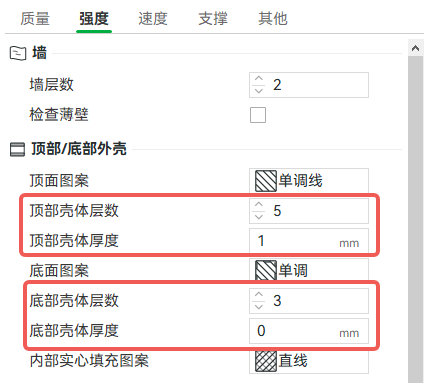 质量 强度 速度 支撑 其他
墙
墙层数 2
检查薄壁
顶部/底部外壳
顶面图案 单调线
顶部壳体层数 5
顶部壳体厚度 1 mm
底面图案 单调
底部壳体层数 3
底部壳体厚度 0 mm
内部实心填充图案 直线